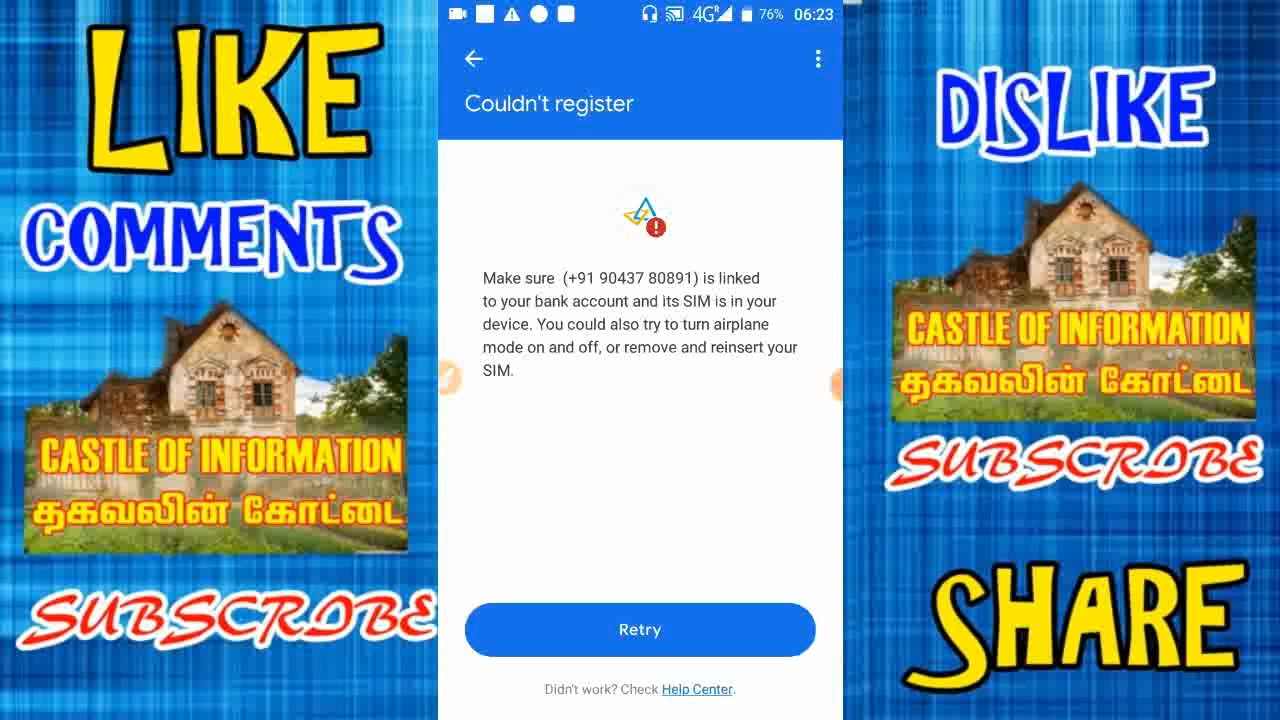 LIKE
COMMENTS
CASTLE OF INFORMATION
தகவலின் கோட்டை
SUBSCRIBE
4G R 76% 06:23
Couldn't register
Make sure (+91 90437 80891) is linked
to your bank account and its SIM is in your
device. You could also try to turn airplane
mode on and off, or remove and reinsert your
SIM.
Retry
Didn't work? Check Help Center.
DISLIKE
CASTLE OF INFORMATION
தகவலின் கோட்டை
SUBSCRIBE
SHARE